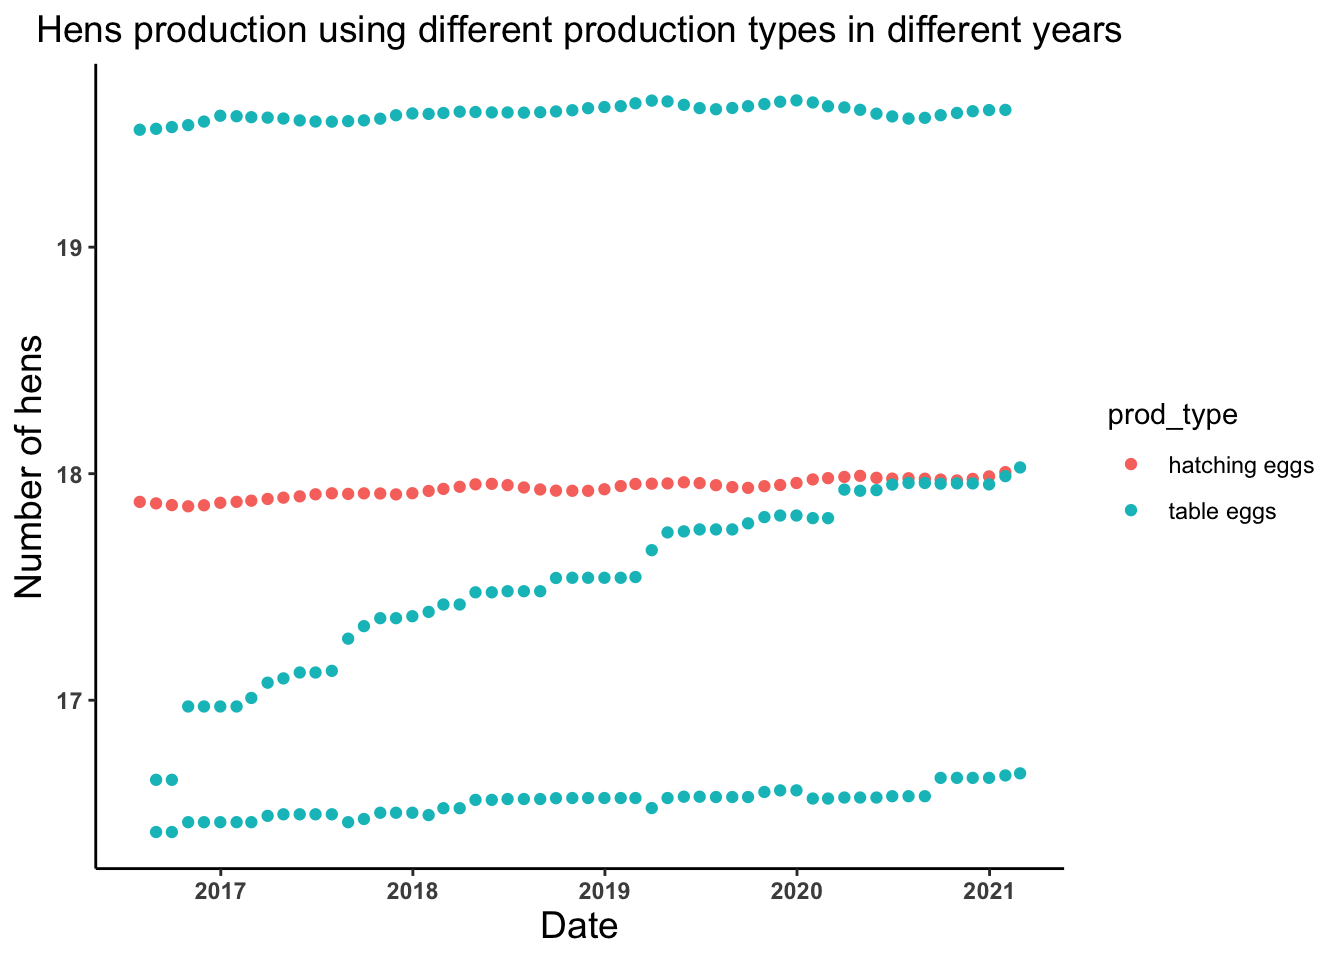 Hens production using different production types in different years
Number of hens
19
18
17
2017 2018 2019 2020 2021
Date
prod_type
hatching eggs
table eggs